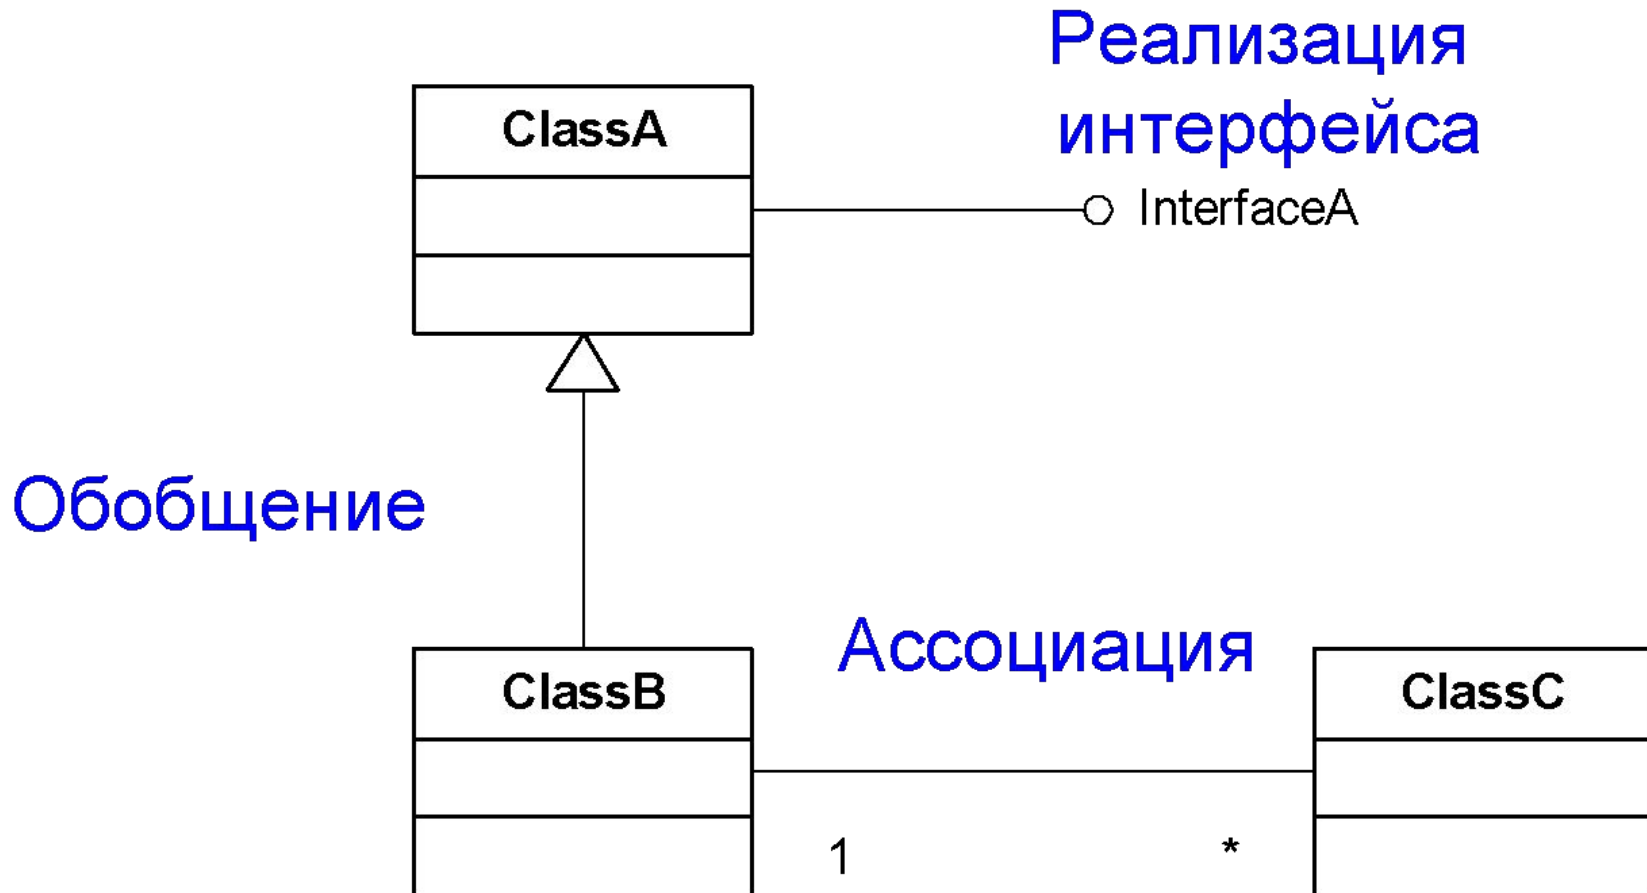 Реализация
интерфейса
ClassA
InterfaceA
Обобщение
Ассоциация
ClassB
ClassC
1
*